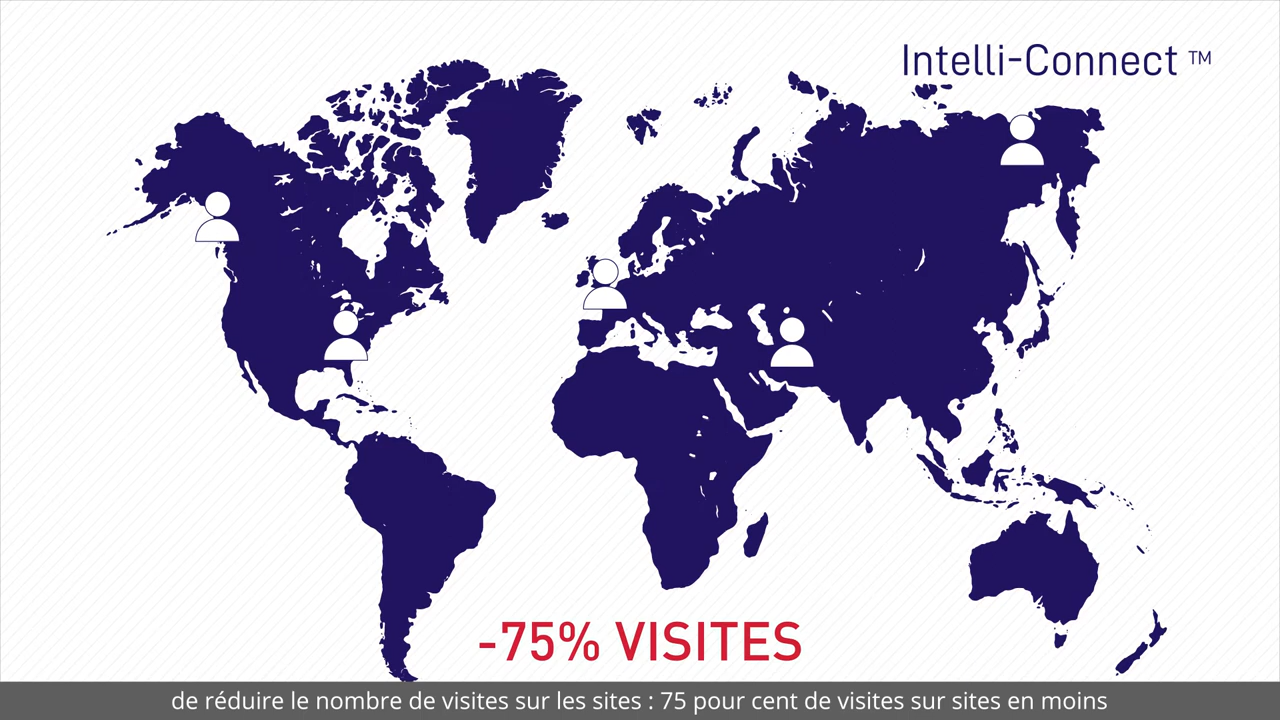 Intelli-Connect ™
-75% VISITES
de réduire le nombre de visites sur les sites : 75 pour cent de visites sur sites en moins